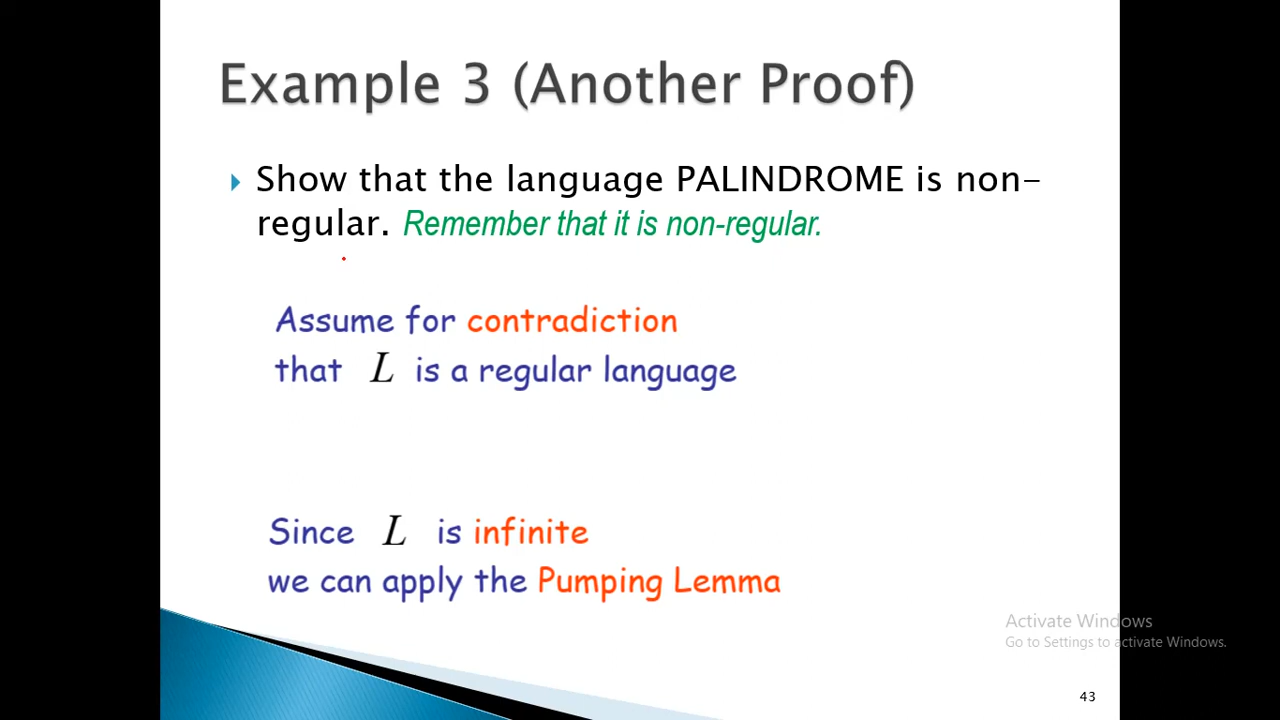 Example 3 (Another Proof)
Show that the language PALINDROME is non-
regular. Remember that it is non-regular.
Assume for contradiction
that L is a regular language
Since L is infinite
we can apply the Pumping Lemma
Activate Windows
Go to Settings to activate Windows.
43